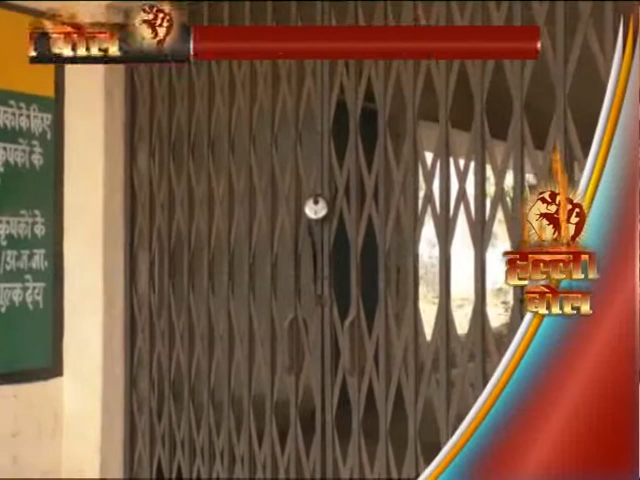 बोल
कृषकों के
कृषकों के
/अ.ज.जा.
शुल्क देय
हल्ला
बोल